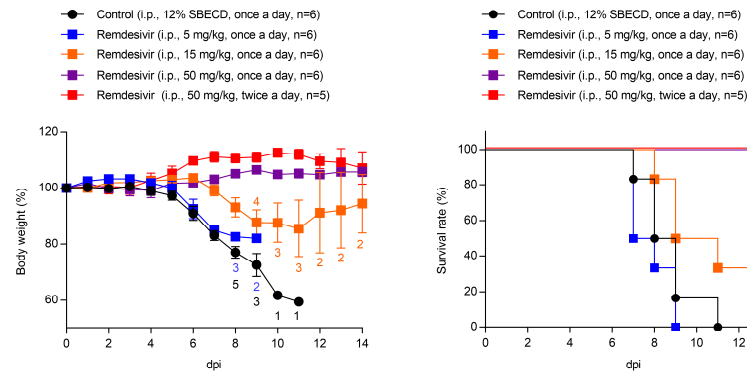 Control (i.p., 12% SBECD, once a day, n=6)
Remdesivir (i.p., 5 mg/kg, once a day, n=6)
Remdesivir (i.p., 15 mg/kg, once a day, n=6)
Remdesivir (i.p., 50 mg/kg, once a day, n=6)
Remdesivir (i.p., 50 mg/kg, twice a day, n=5)
120
100
80
60
Body weight (%)
4
3
5
2
3
3
1
3
1
2
2
2
0 2 4 6 8 10 12 14
dpi
Control (i.p., 12% SBECD, once a day, n=6)
Remdesivir (i.p., 5 mg/kg, once a day, n=6)
Remdesivir (i.p., 15 mg/kg, once a day, n=6)
Remdesivir (i.p., 50 mg/kg, once a day, n=6)
Remdesivir (i.p., 50 mg/kg, twice a day, n=5)
100
80
60
40
20
0
Survival rate (%)
0 2 4 6 8 10 12
dpi